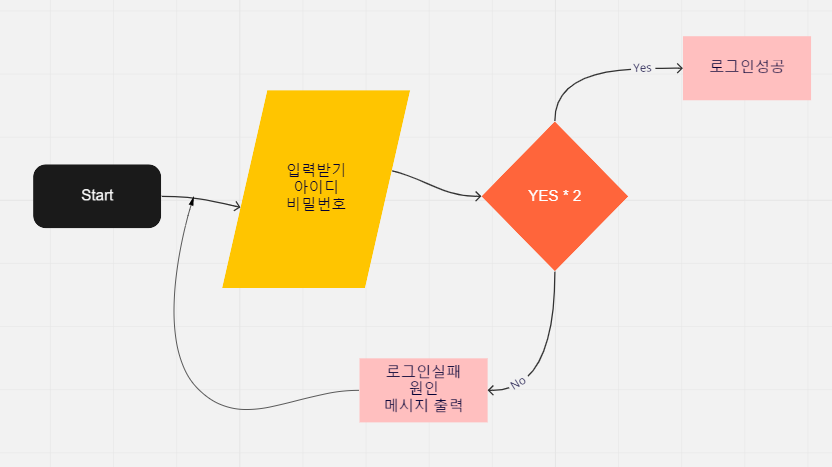 Start
입력받기
아이디
비밀번호
YES * 2
Yes
로그인성공
No
로그인실패
원인
메시지 출력